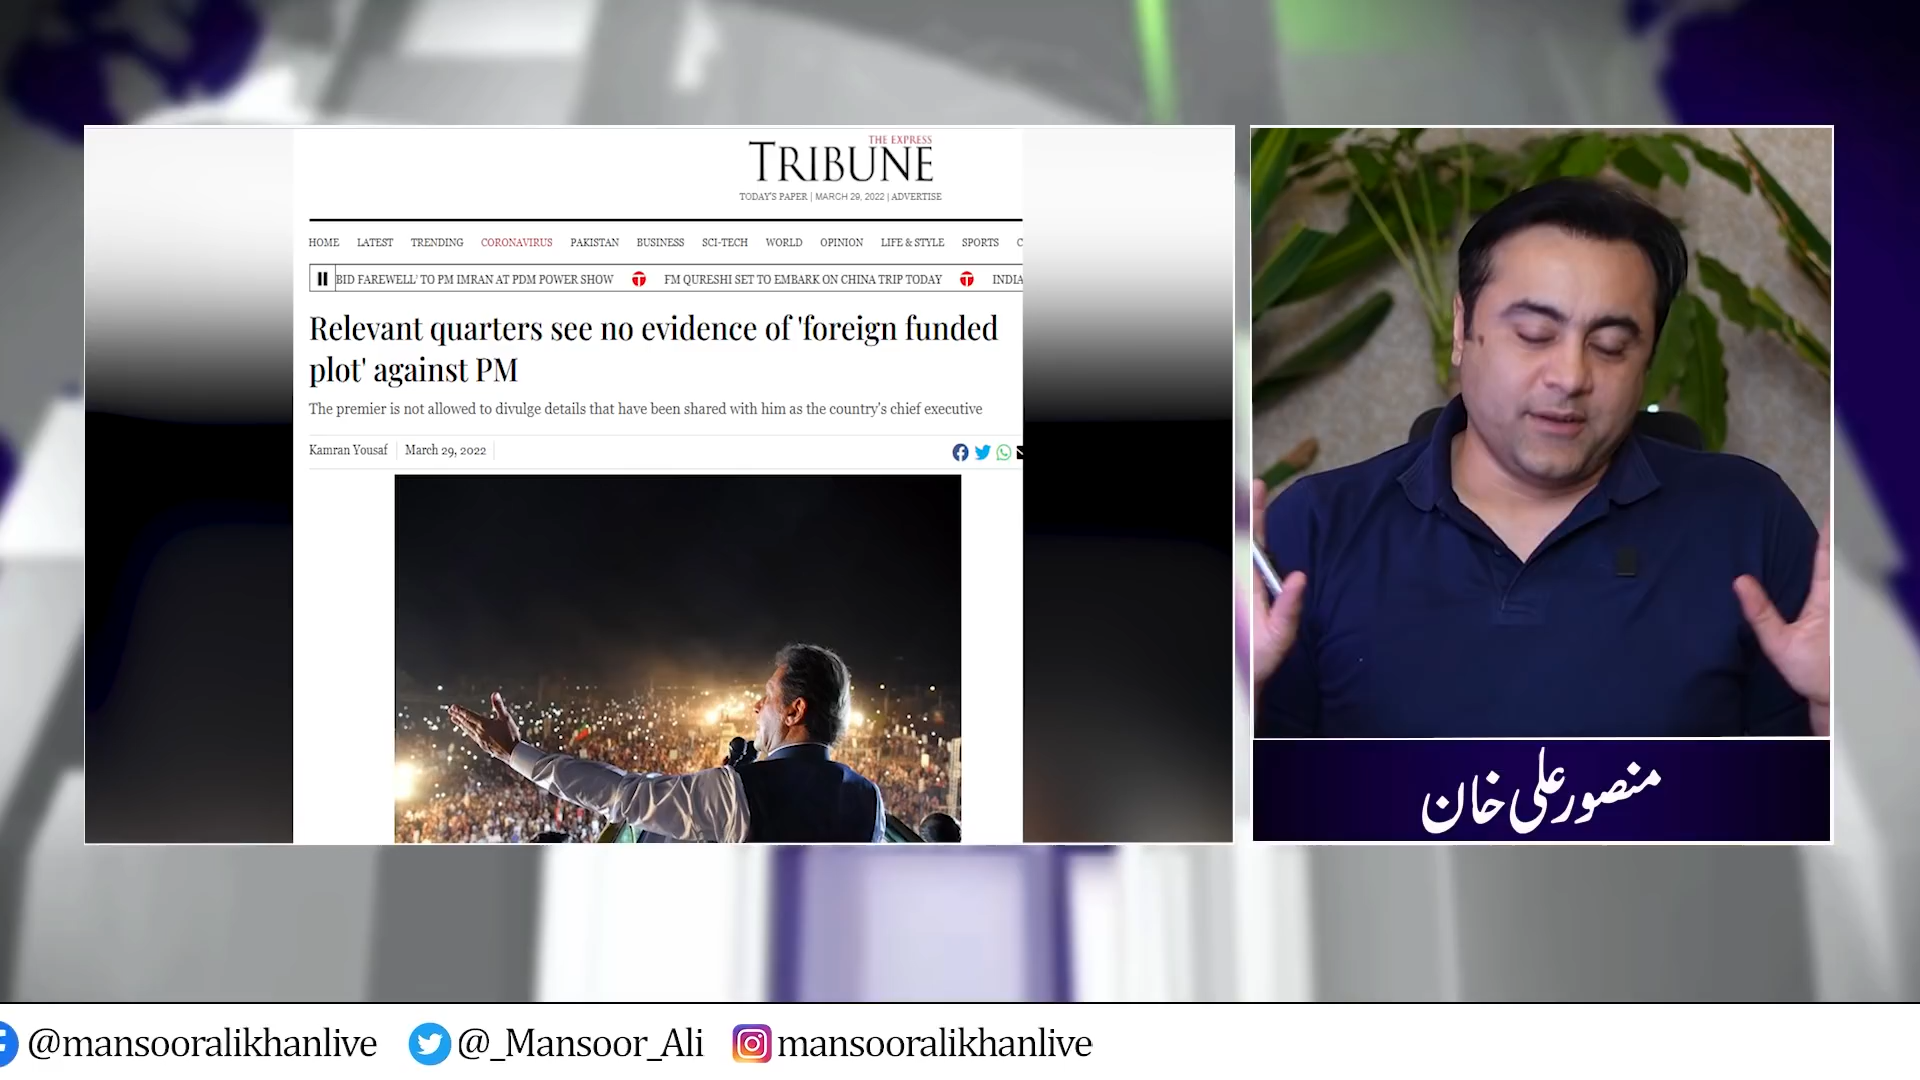 THE EXPRESS
TRIBUNE
TODAY'S PAPER | MARCH 29, 2022 | ADVERTISE
HOME LATEST TRENDING CORONAVIRUS PAKISTAN BUSINESS SCI-TECH WORLD OPINION LIFE & STYLE SPORTS C
BID FAREWELL' TO PM IMRAN AT PDM POWER SHOW FM QURESHI SET TO EMBARK ON CHINA TRIP TODAY INDIA
Relevant quarters see no evidence of 'foreign funded
plot' against PM
The premier is not allowed to divulge details that have been shared with him as the country's chief executive
Kamran Yousaf March 29, 2022
منصور علی خان
@mansooralikhanlive @_Mansoor_Ali mansooralikhanlive